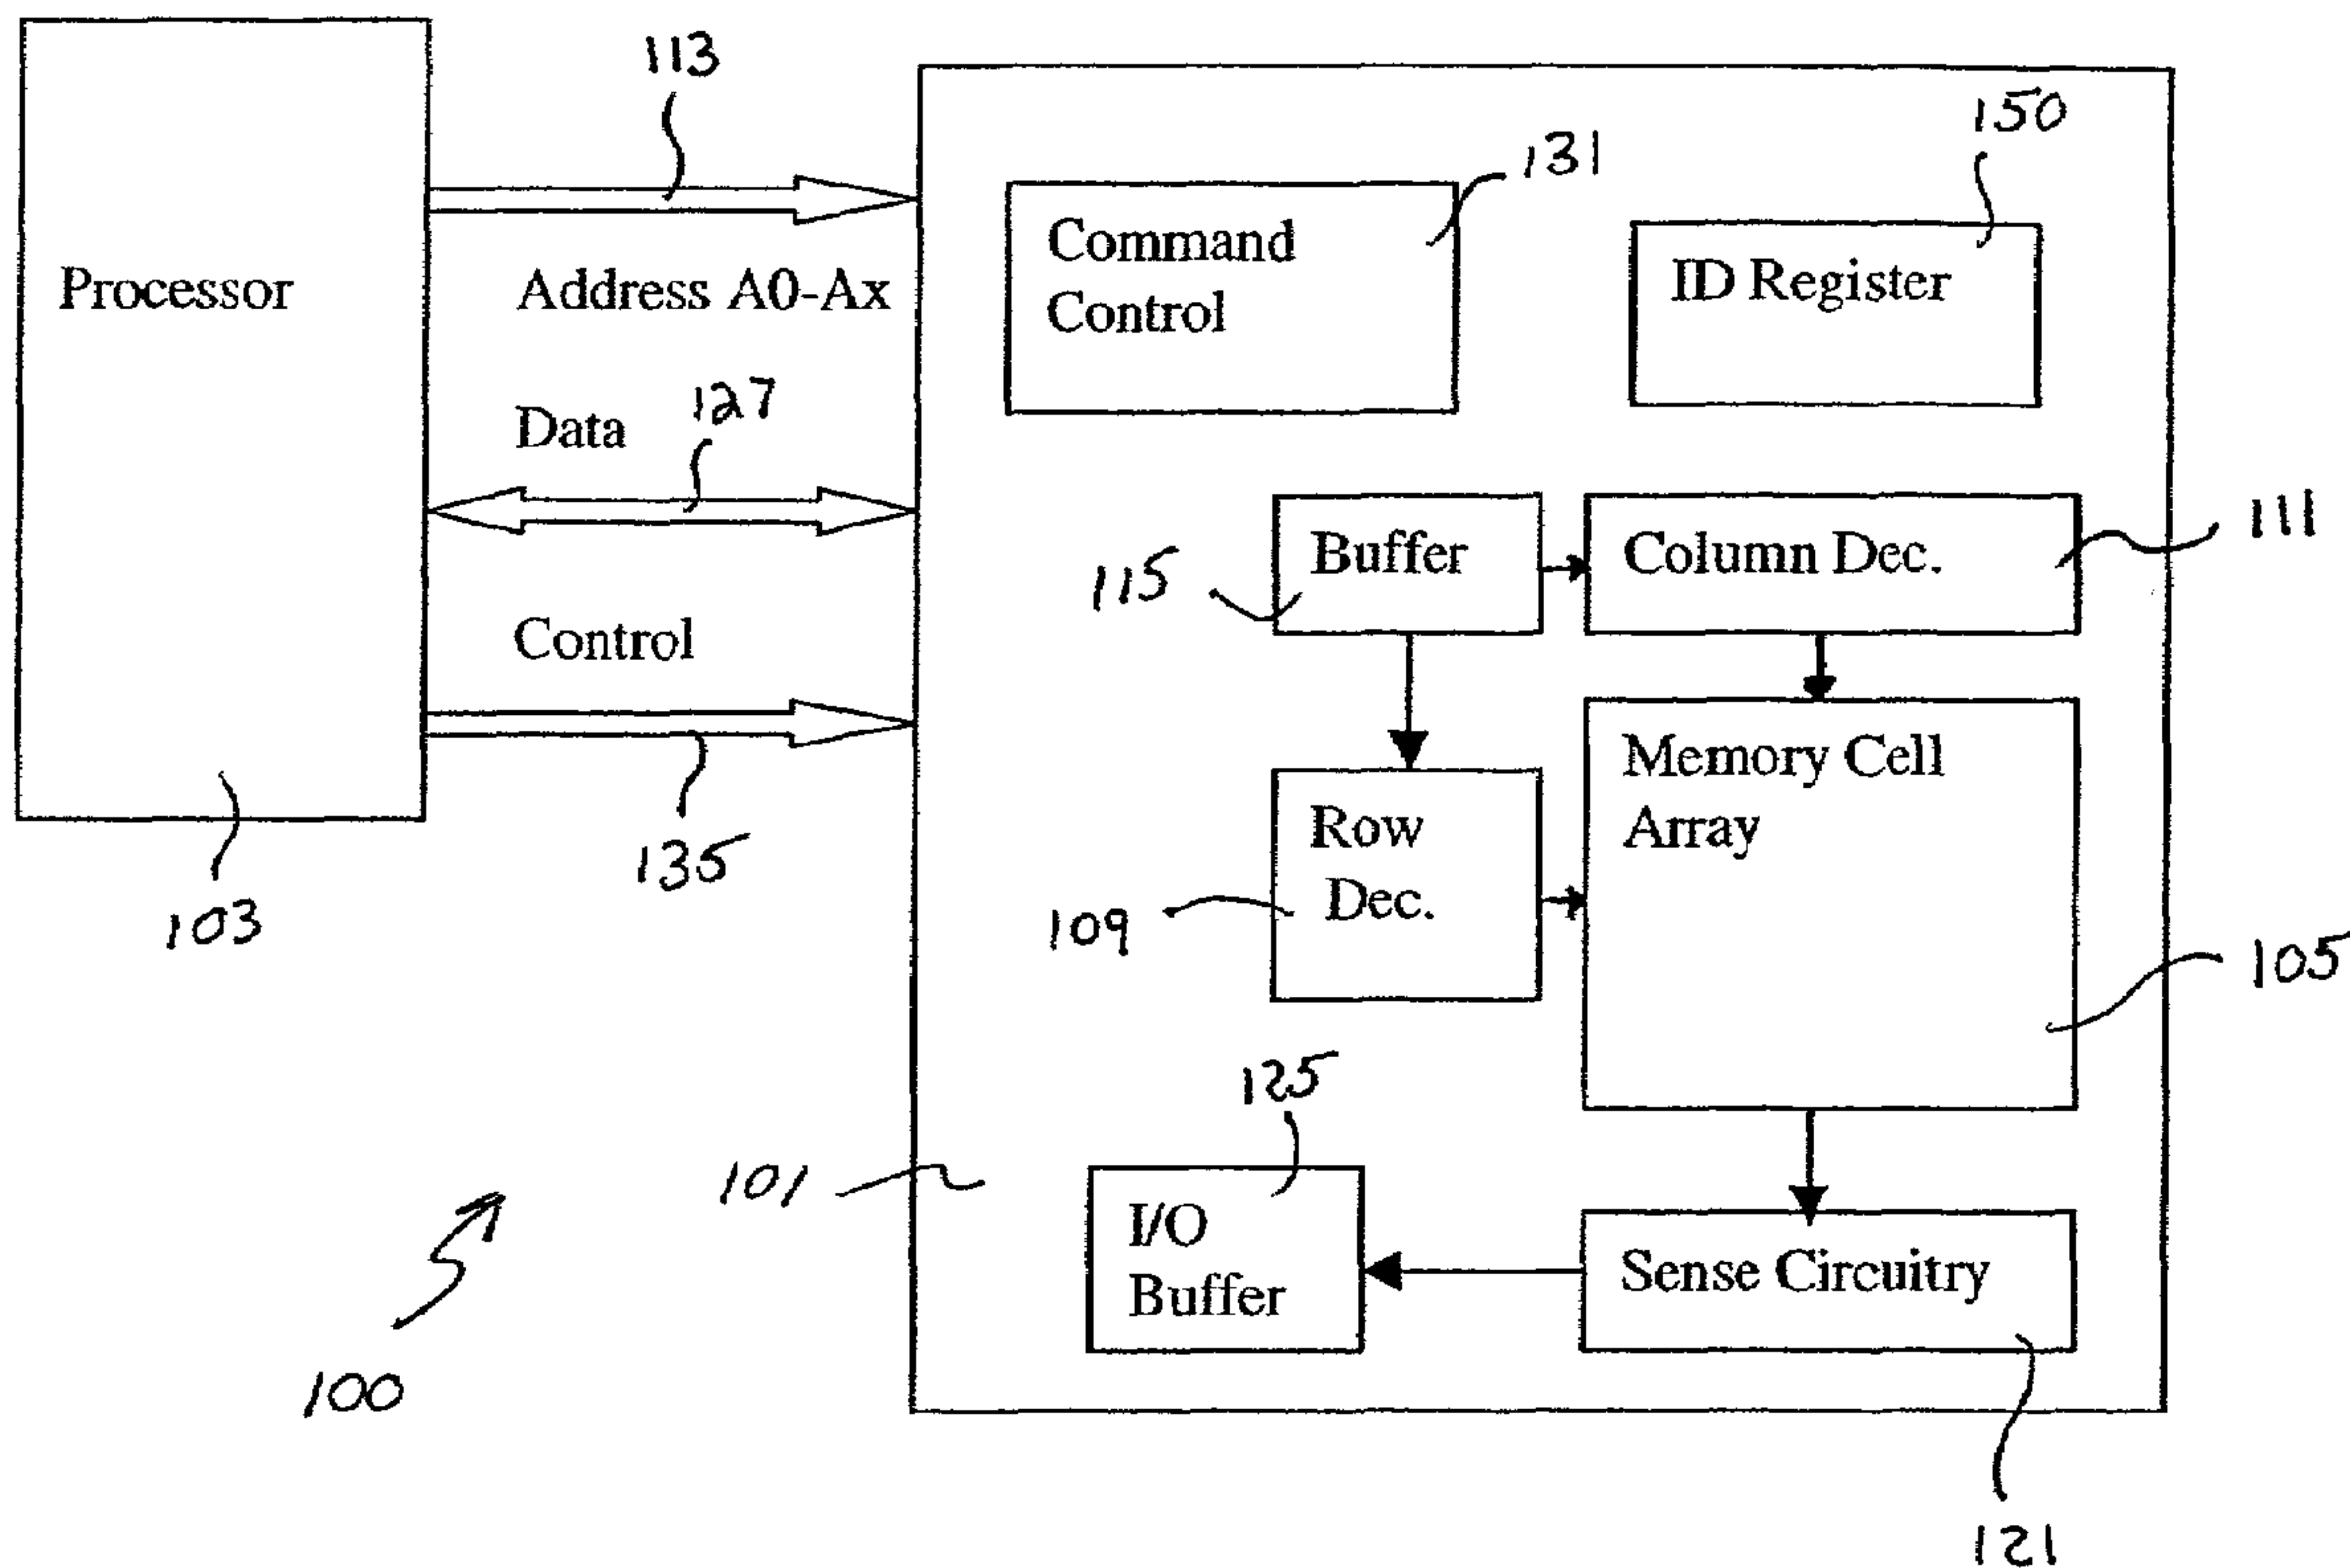 113
150
131
Command
Control
ID Register
Processor
Address A0-Ax
127
Data
Buffer
Column Dec.
111
115
Control
Memory Cell
Array
Row
Dec.
135
103
109
105
125
101
I/O
Buffer
Sense Circuitry
100
121